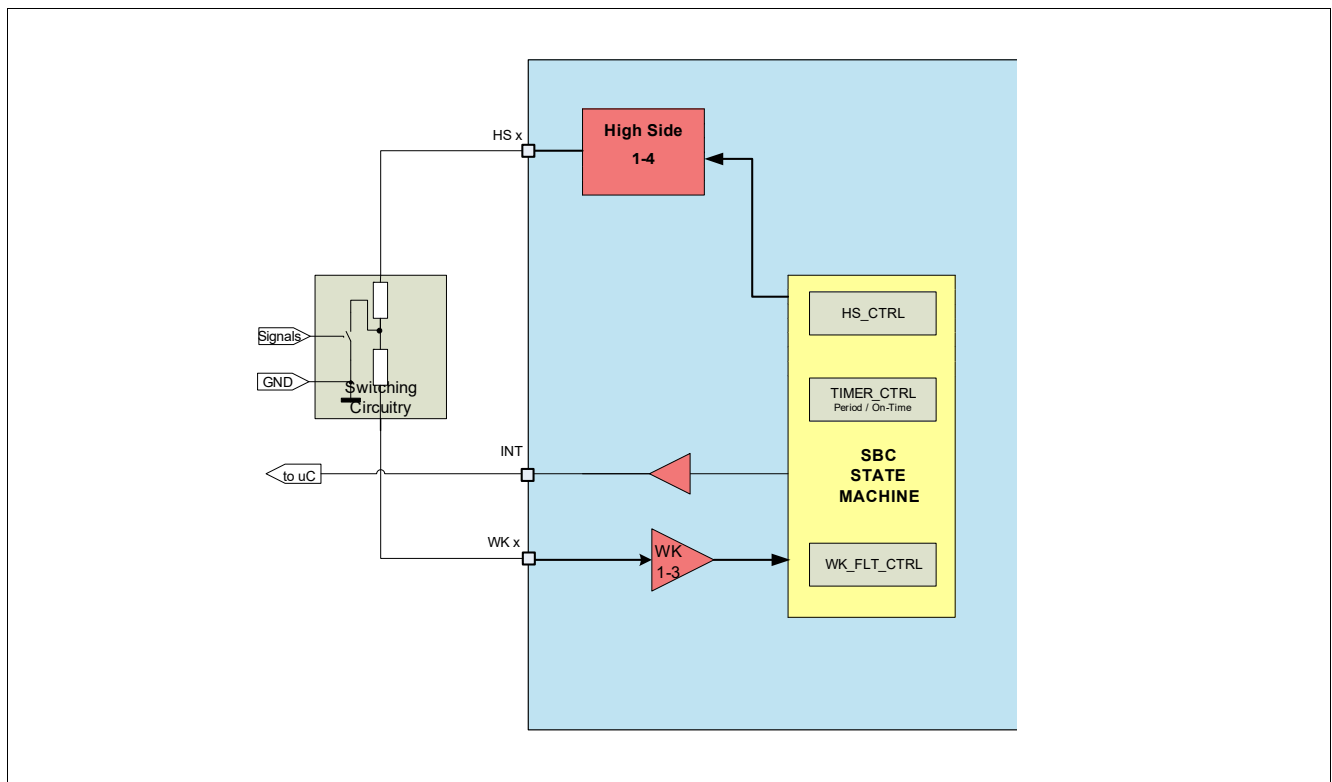 HS x
High Side
1-4
HS_CTRL
Signals
GND
Switching
Circuitry
TIMER_CTRL
Period / On-Time
SBC
STATE
MACHINE
INT
to uC
WK x
WK
1-3
WK_FLT_CTRL